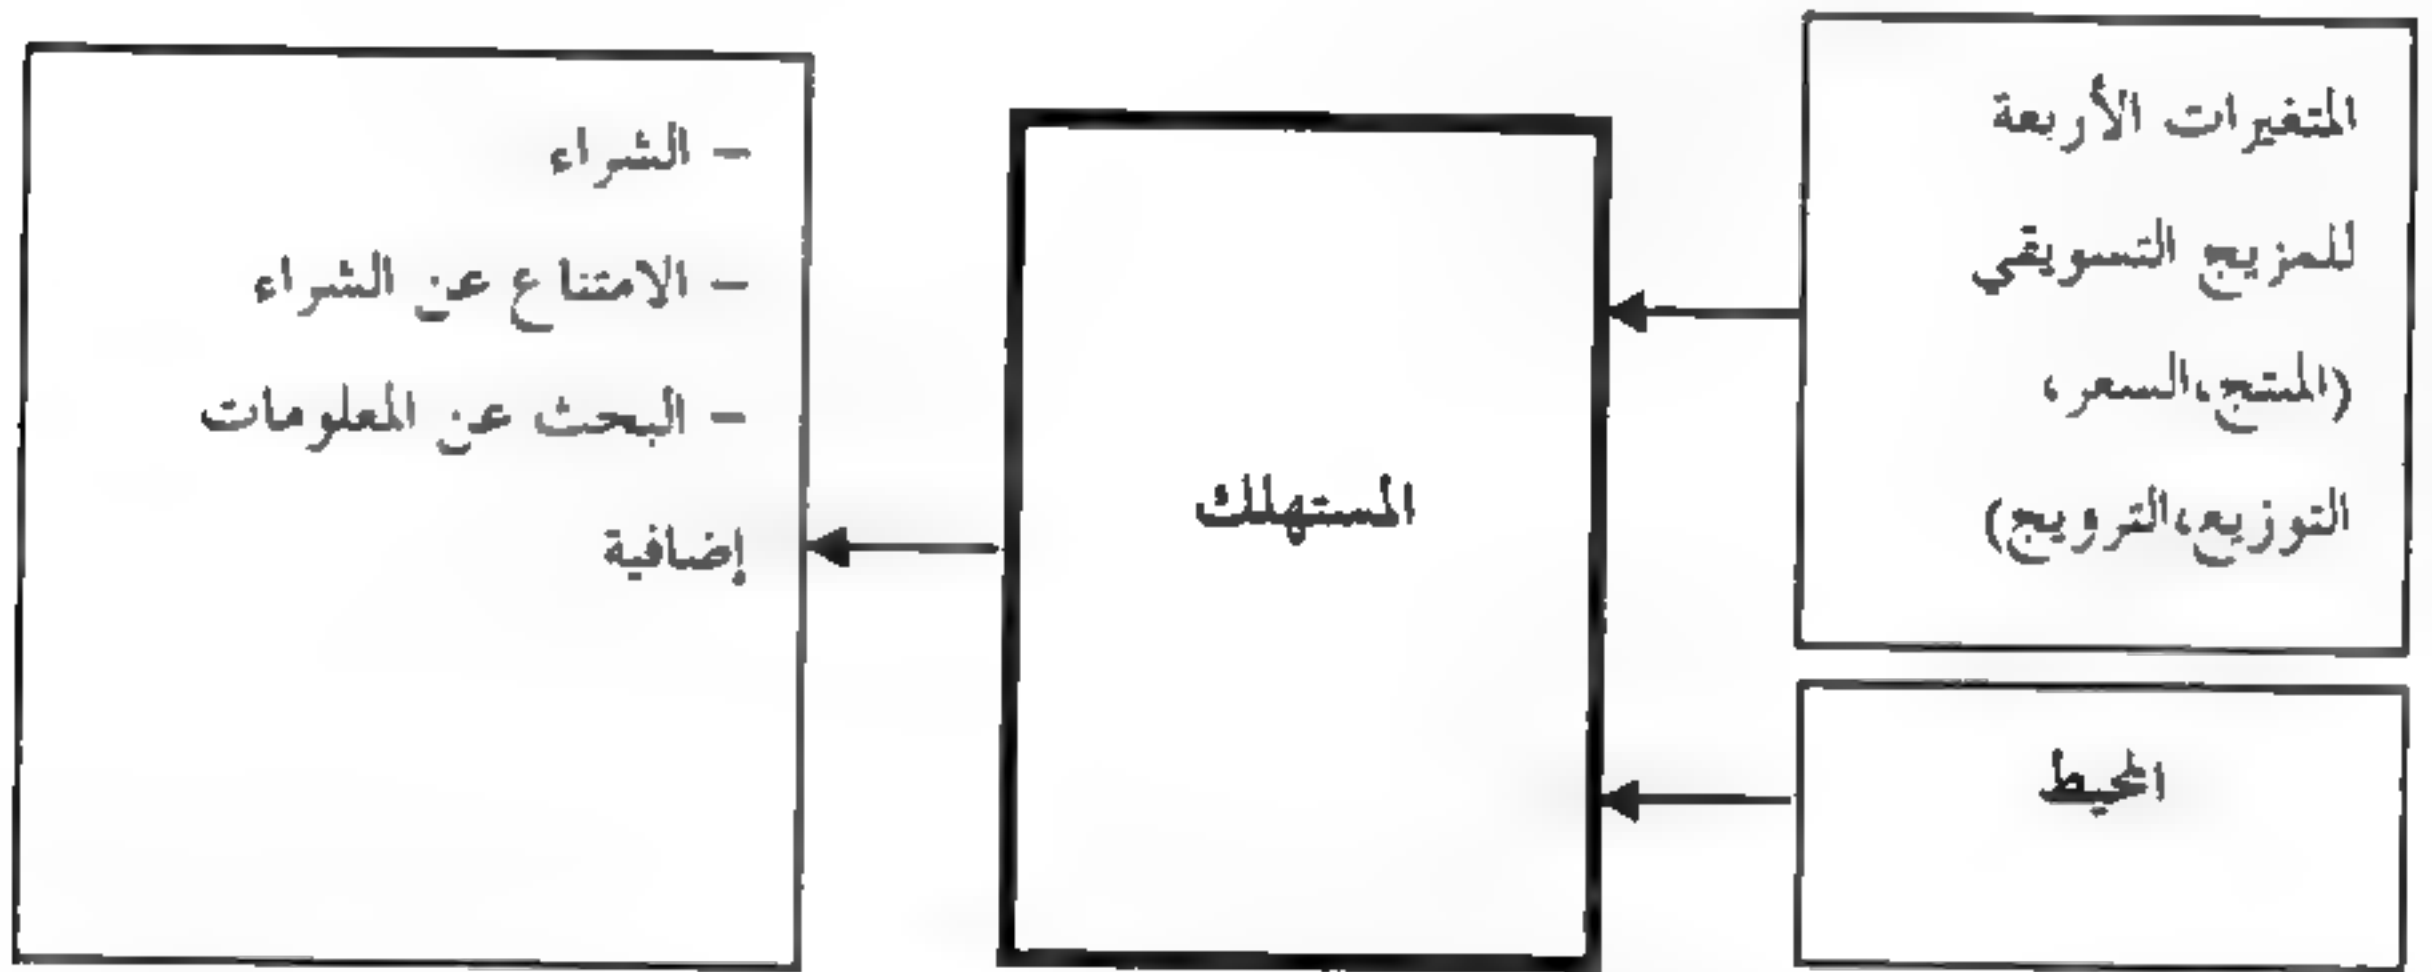 المتغيرات الأربعة
للمزيج التسويقي
(المنتج،السعر،
التوزيع،الترويج)
المحيط
المستهلك
– الشراء
– الامتناع عن الشراء
– البحث عن المعلومات
إضافية